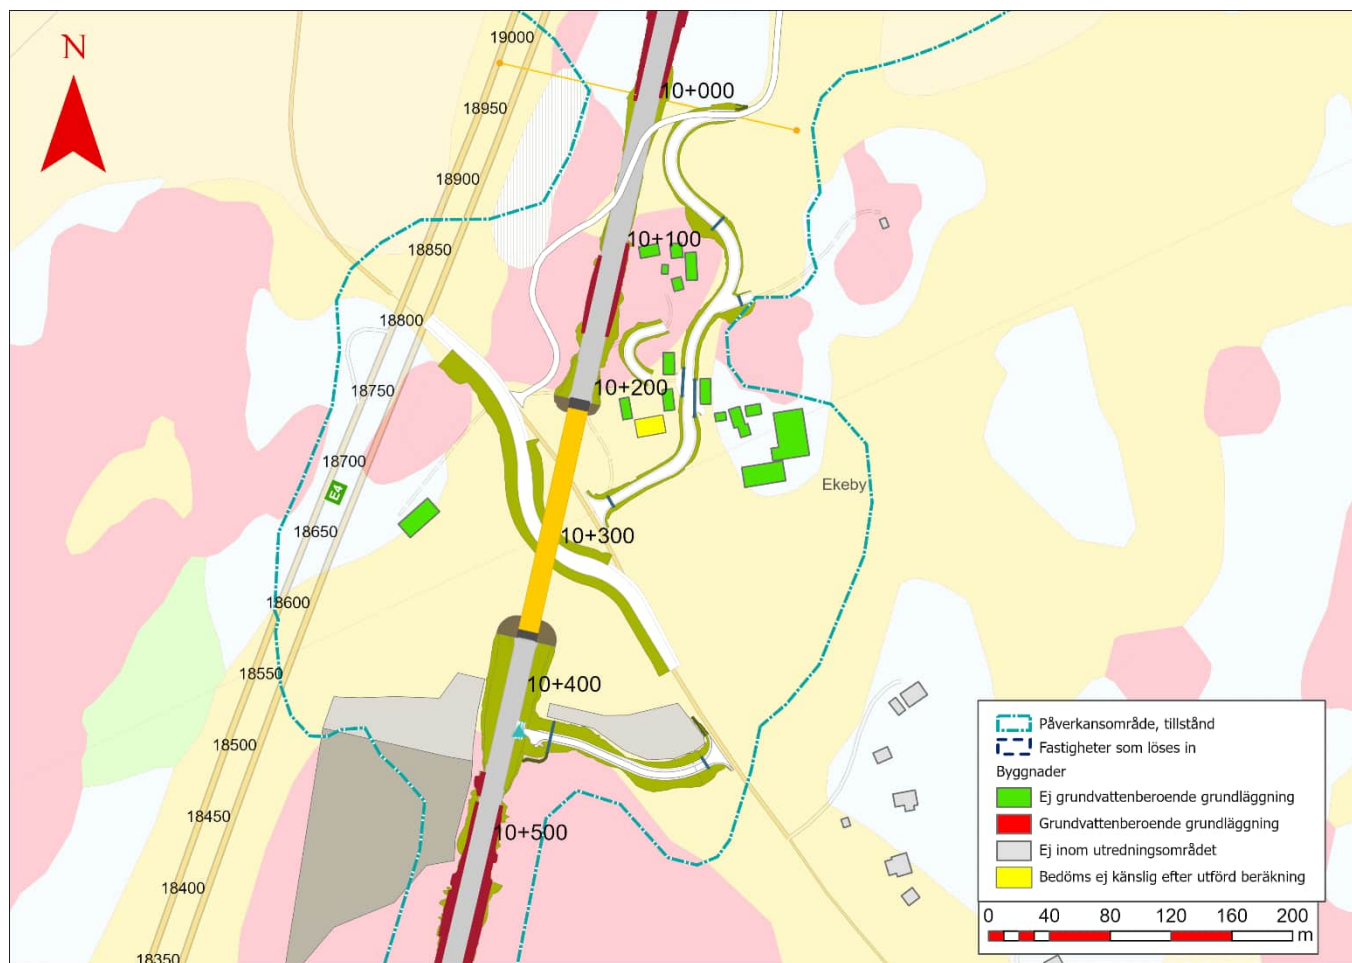 N
19000
18950
10+000
18900
10+100
18850
18800
10+200
18750
18700
E4
Ekeby
18650
10+300
18600
18550
10+400
18500
18450
10+500
18400
18350
Påverkansområde, tillstånd
Fastigheter som löses in
Byggnader
Ej grundvattenberoende grundläggning
Grundvattenberoende grundläggning
Ej inom utredningsområdet
Bedöms ej känslig efter utförd beräkning
0 40 80 120 160 200
m